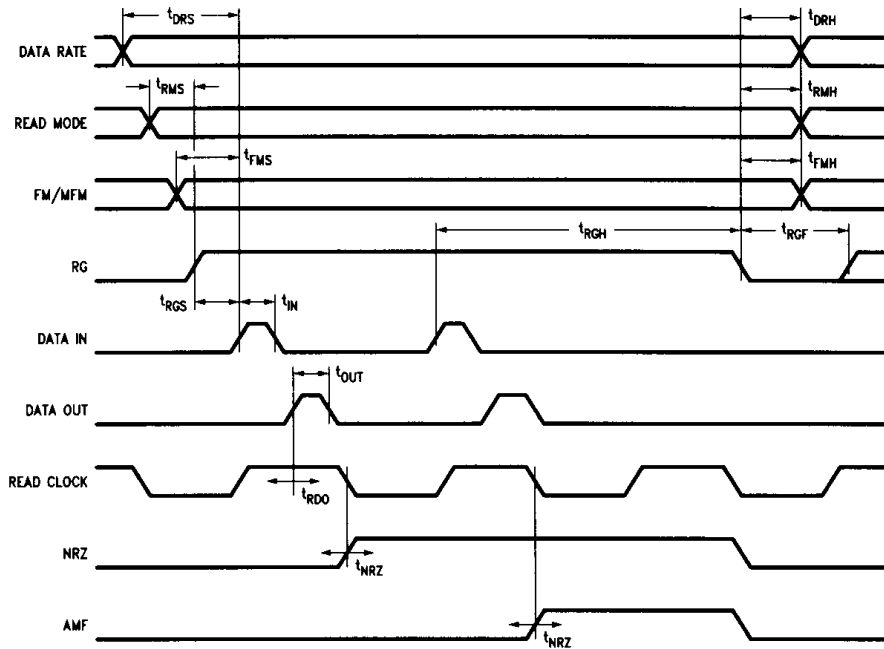 tDRS
tDRH
DATA RATE
tRMS
tRMH
READ MODE
tFMS
tFMH
FM/MFM
tRGH
tRGF
RG
tRGS
tIN
DATA IN
tOUT
DATA OUT
READ CLOCK
tRDO
NRZ
tNRZ
AMF
tNRZ